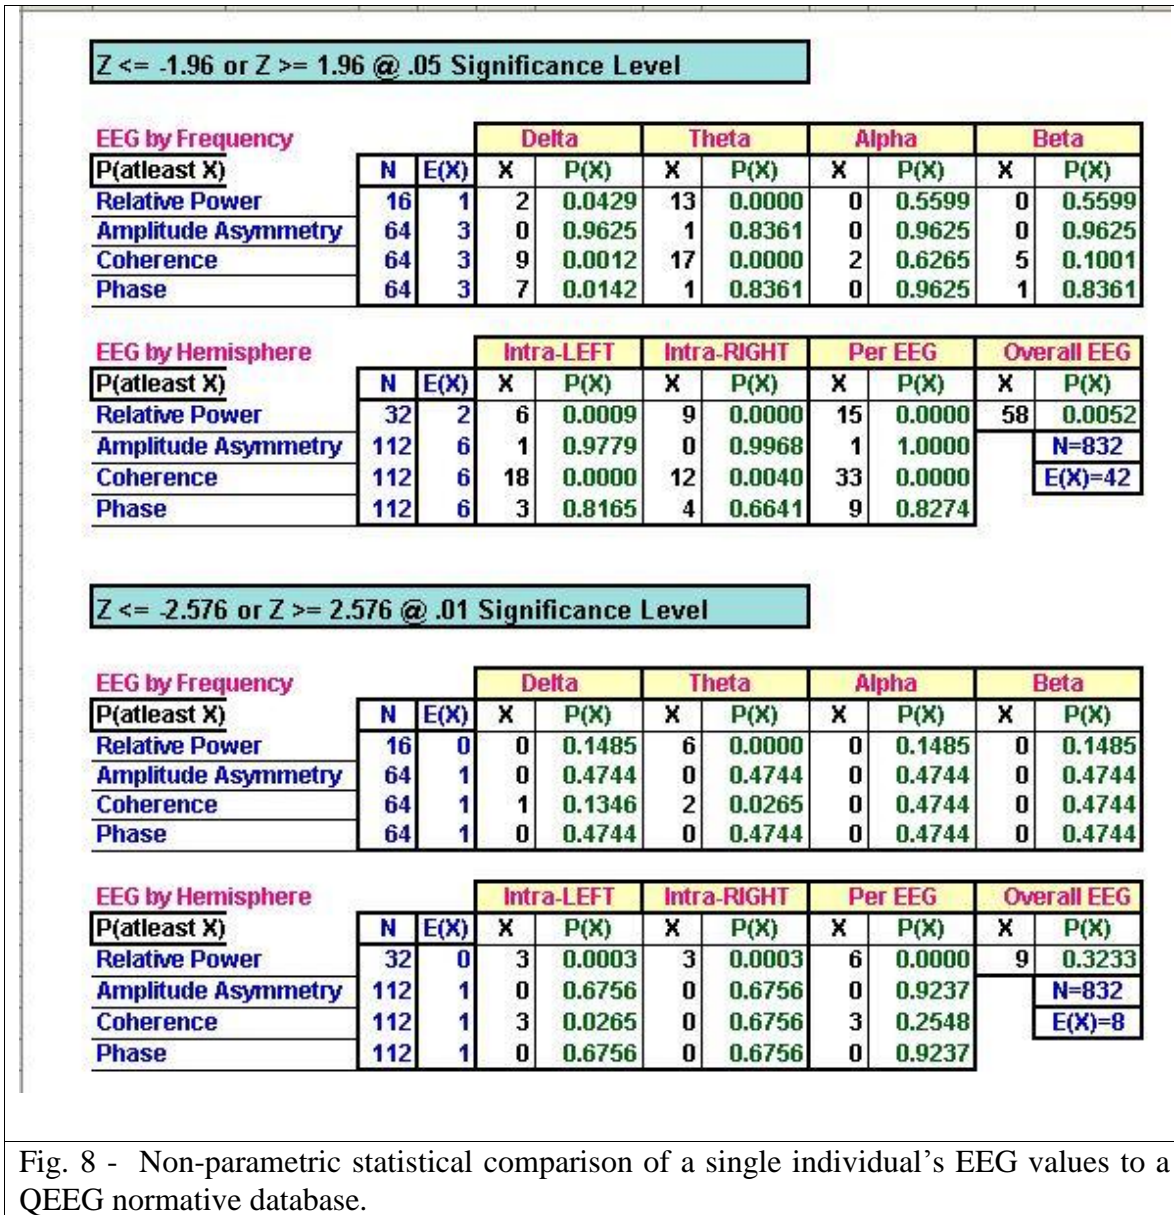 Z <= -1.96 or Z >= 1.96 @ .05 Significance Level
EEG by Frequency Delta Theta Alpha Beta
P(atleast X) N E(X) X P(X) X P(X) X P(X) X P(X)
Relative Power 16 1 2 0.0429 13 0.0000 0 0.5599 0 0.5599
Amplitude Asymmetry 64 3 0 0.9625 1 0.8361 0 0.9625 0 0.9625
Coherence 64 3 9 0.0012 17 0.0000 2 0.6265 5 0.1001
Phase 64 3 7 0.0142 1 0.8361 0 0.9625 1 0.8361
EEG by Hemisphere Intra-LEFT Intra-RIGHT Per EEG Overall EEG
P(atleast X) N E(X) X P(X) X P(X) X P(X) X P(X)
Relative Power 32 2 6 0.0009 9 0.0000 15 0.0000 58 0.0052
Amplitude Asymmetry 112 6 1 0.9779 0 0.9968 1 1.0000 N=832
Coherence 112 6 18 0.0000 12 0.0040 33 0.0000 E(X)=42
Phase 112 6 3 0.8165 4 0.6641 9 0.8274
Z <= -2.576 or Z >= 2.576 @ .01 Significance Level
EEG by Frequency Delta Theta Alpha Beta
P(atleast X) N E(X) X P(X) X P(X) X P(X) X P(X)
Relative Power 16 0 0 0.1485 6 0.0000 0 0.1485 0 0.1485
Amplitude Asymmetry 64 1 0 0.4744 0 0.4744 0 0.4744 0 0.4744
Coherence 64 1 1 0.1346 2 0.0265 0 0.4744 0 0.4744
Phase 64 1 0 0.4744 0 0.4744 0 0.4744 0 0.4744
EEG by Hemisphere Intra-LEFT Intra-RIGHT Per EEG Overall EEG
P(atleast X) N E(X) X P(X) X P(X) X P(X) X P(X)
Relative Power 32 0 3 0.0003 3 0.0003 6 0.0000 9 0.3233
Amplitude Asymmetry 112 1 0 0.6756 0 0.6756 0 0.9237 N=832
Coherence 112 1 3 0.0265 0 0.6756 3 0.2548 E(X)=8
Phase 112 1 0 0.6756 0 0.6756 0 0.9237
Fig. 8 - Non-parametric statistical comparison of a single individual's EEG values to a
QEEG normative database.